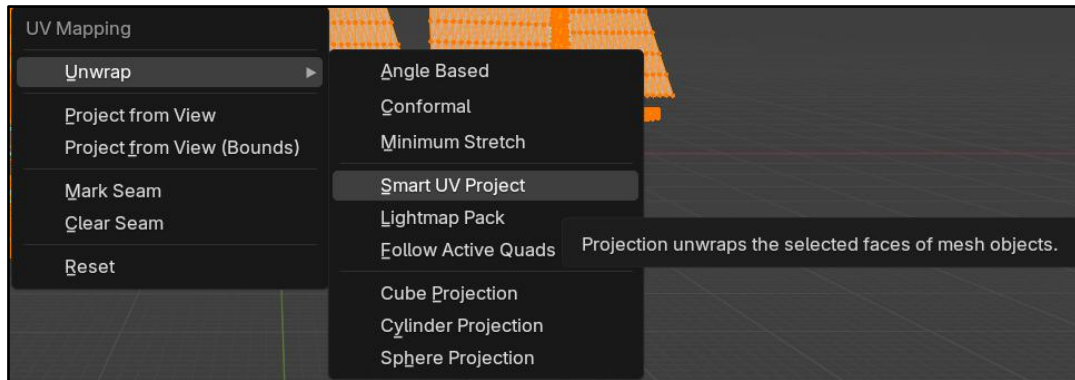 UV Mapping
Unwrap
Project from View
Project from View (Bounds)
Mark Seam
Clear Seam
Reset
Angle Based
Conformal
Minimum Stretch
Smart UV Project
Lightmap Pack
Follow Active Quads
Projection unwraps the selected faces of mesh objects.
Cube Projection
Cylinder Projection
Sphere Projection